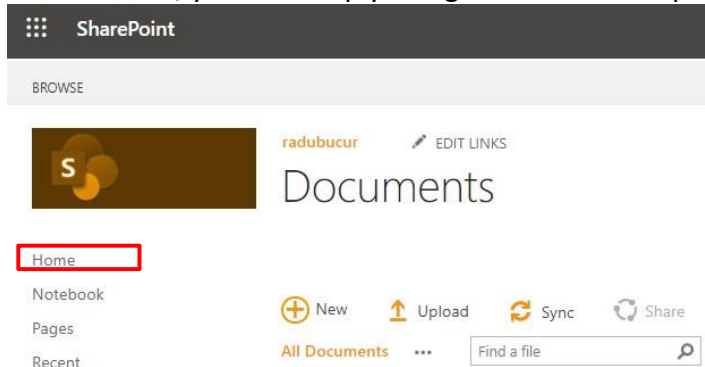 SharePoint
BROWSE
S
radubucur EDIT LINKS
Documents
Home
Notebook
Pages
Recent
New Upload Sync Share
All Documents ••• Find a file